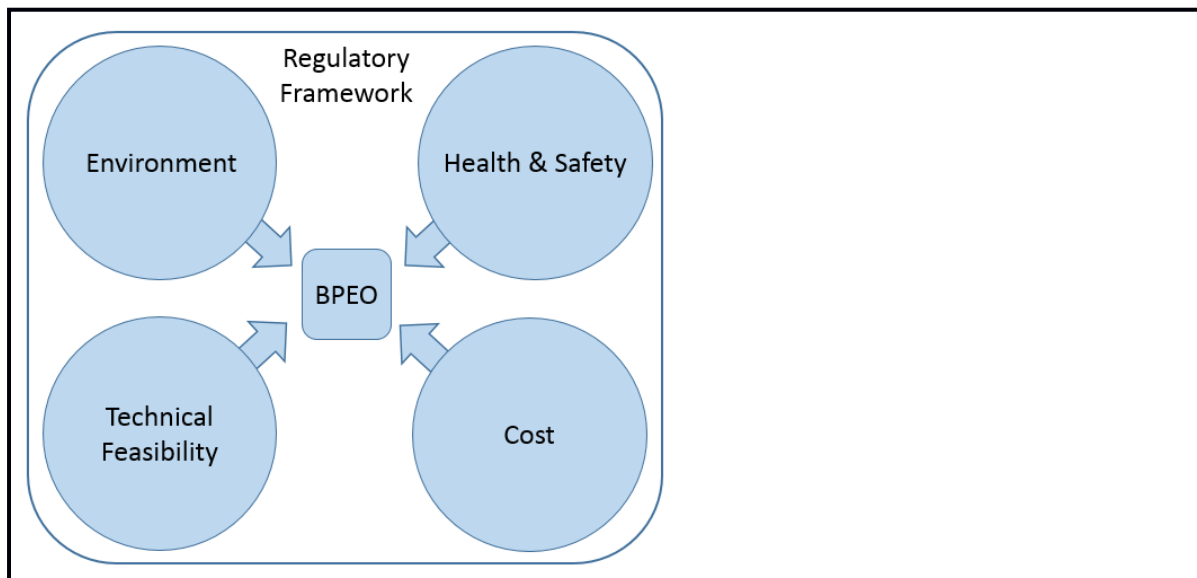 Regulatory
Framework
Environment
Health & Safety
BPEO
Technical
Feasibility
Cost